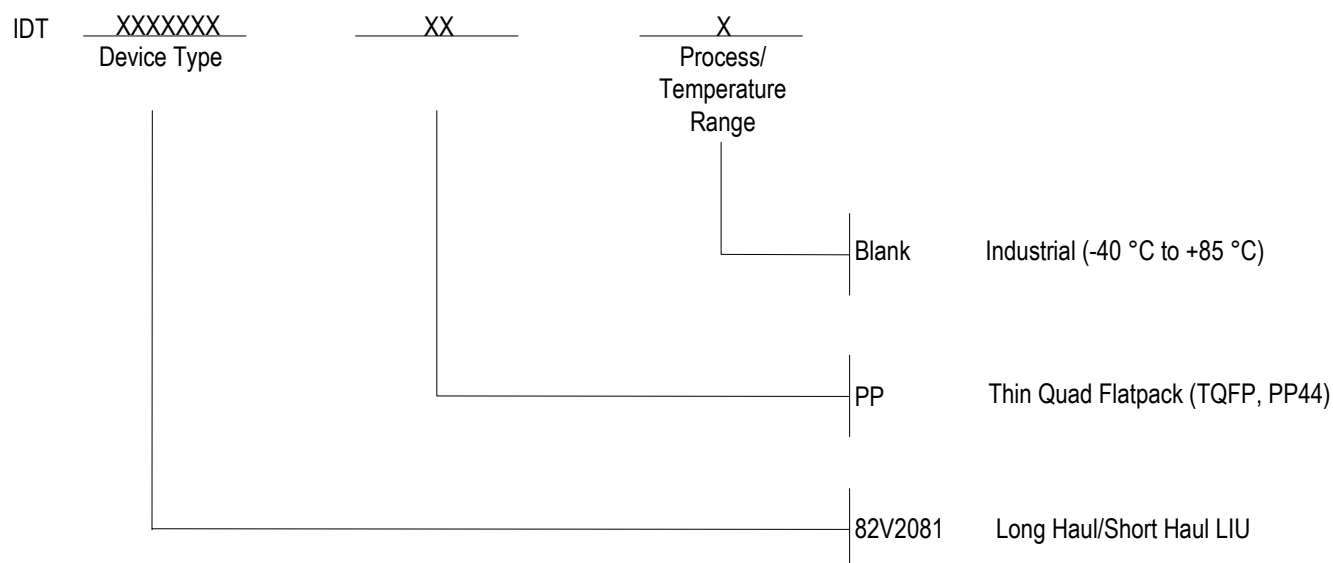 IDT XXXXXXX XX X
Device Type
Process/
Temperature
Range
Blank Industrial (-40 °C to +85 °C)
PP Thin Quad Flatpack (TQFP, PP44)
82V2081 Long Haul/Short Haul LIU